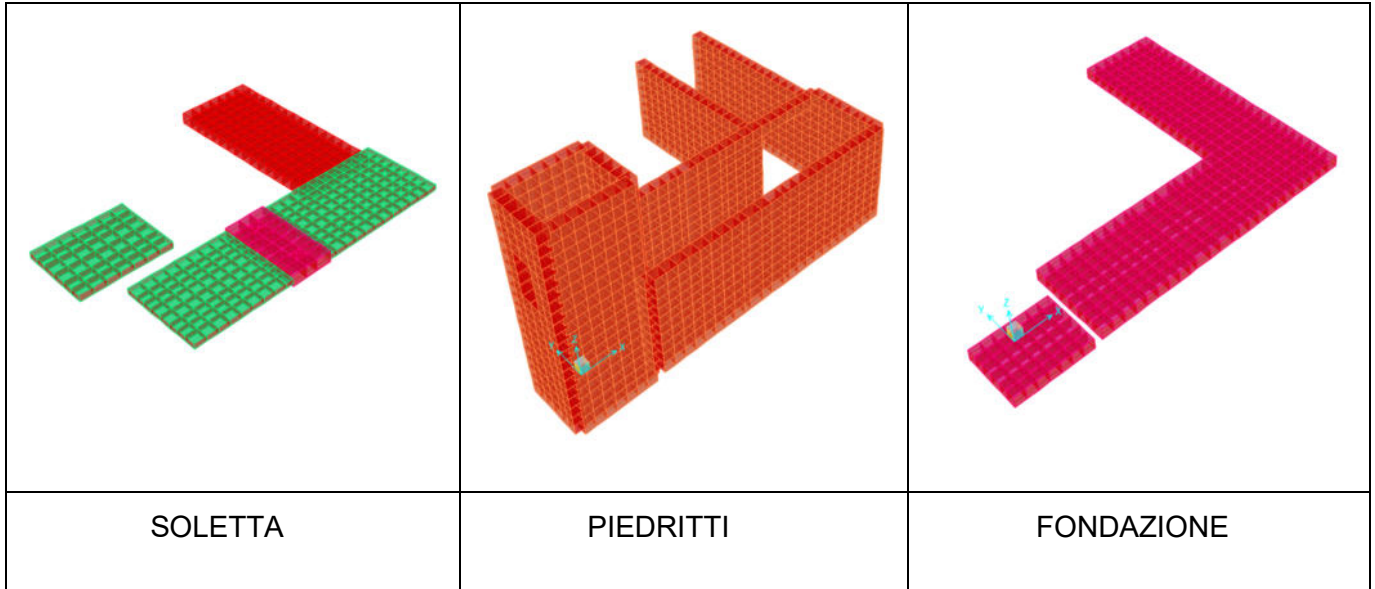 SOLETTA
PIEDRITTI
FONDAZIONE
Y
Z
X
Y
Z
X